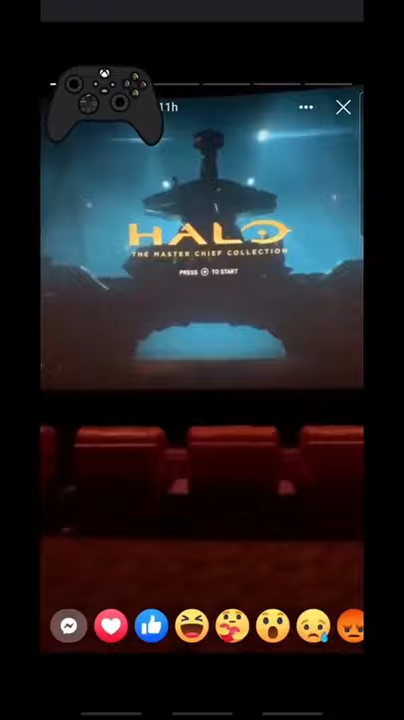 11h
HALO
THE MASTER CHIEF COLLECTION
PRESS TO START